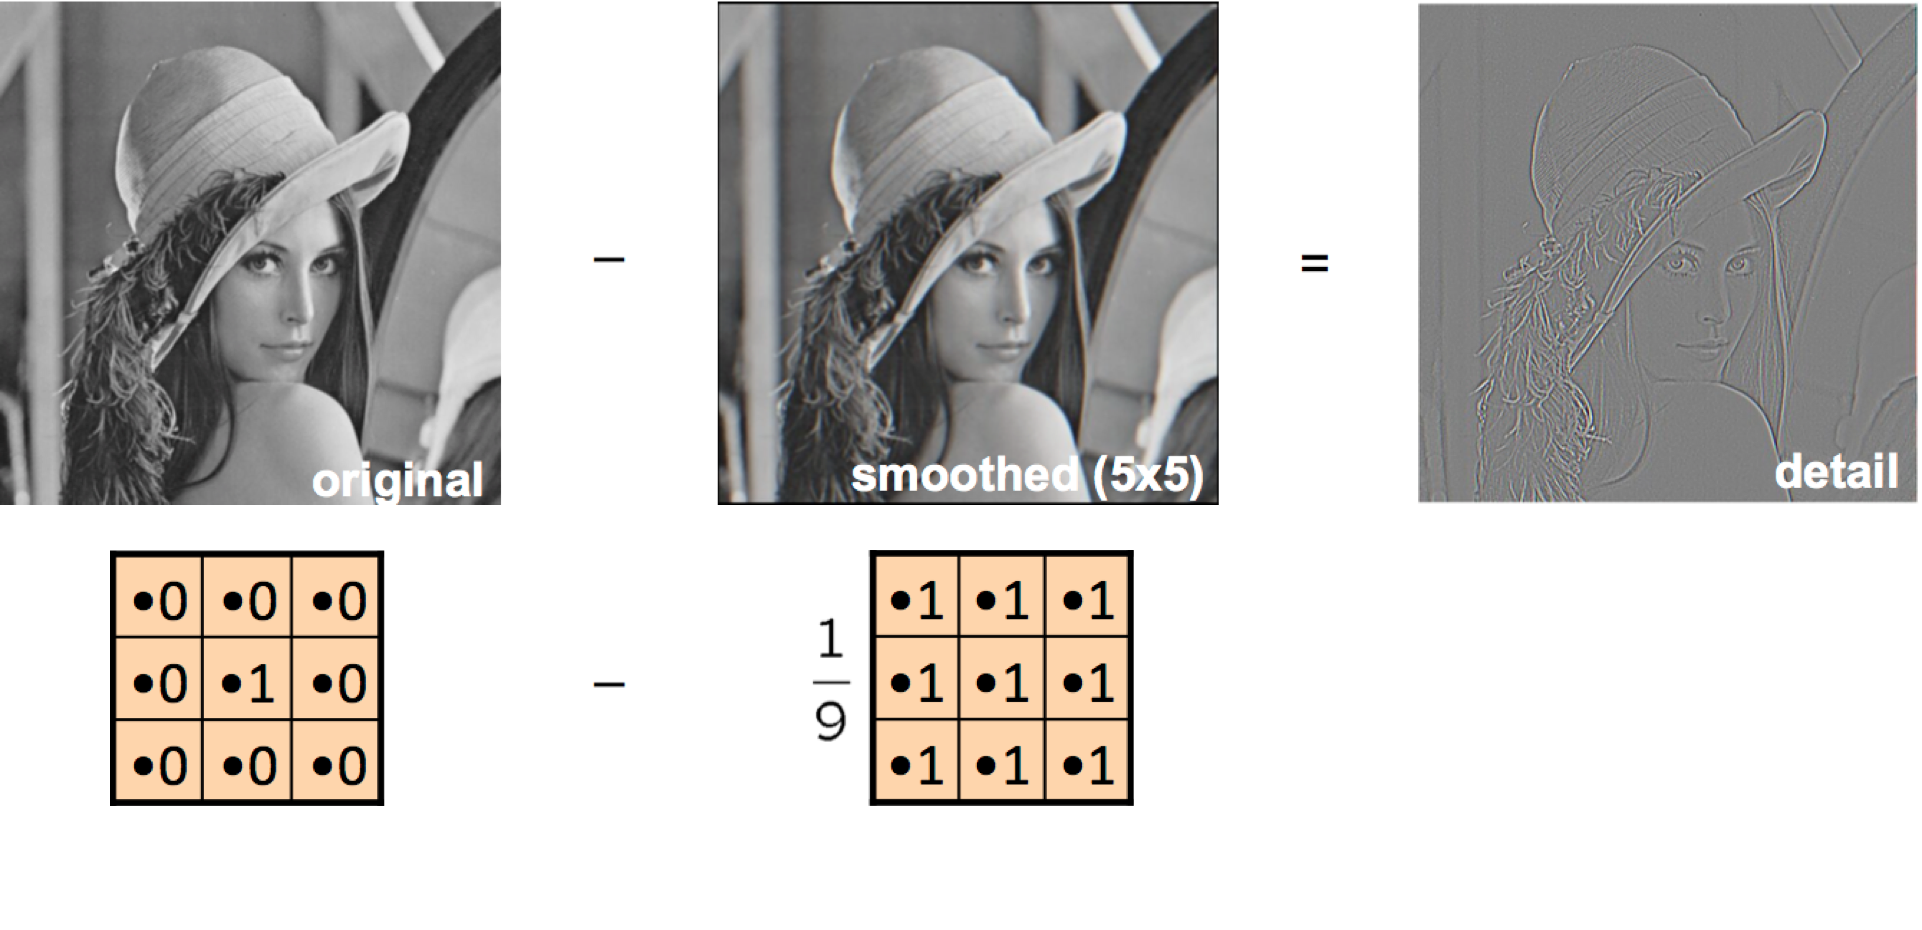 original
–
smoothed (5x5)
=
detail
•0 •0 •0
•0 •1 •0
•0 •0 •0
–
1
9
•1 •1 •1
•1 •1 •1
•1 •1 •1